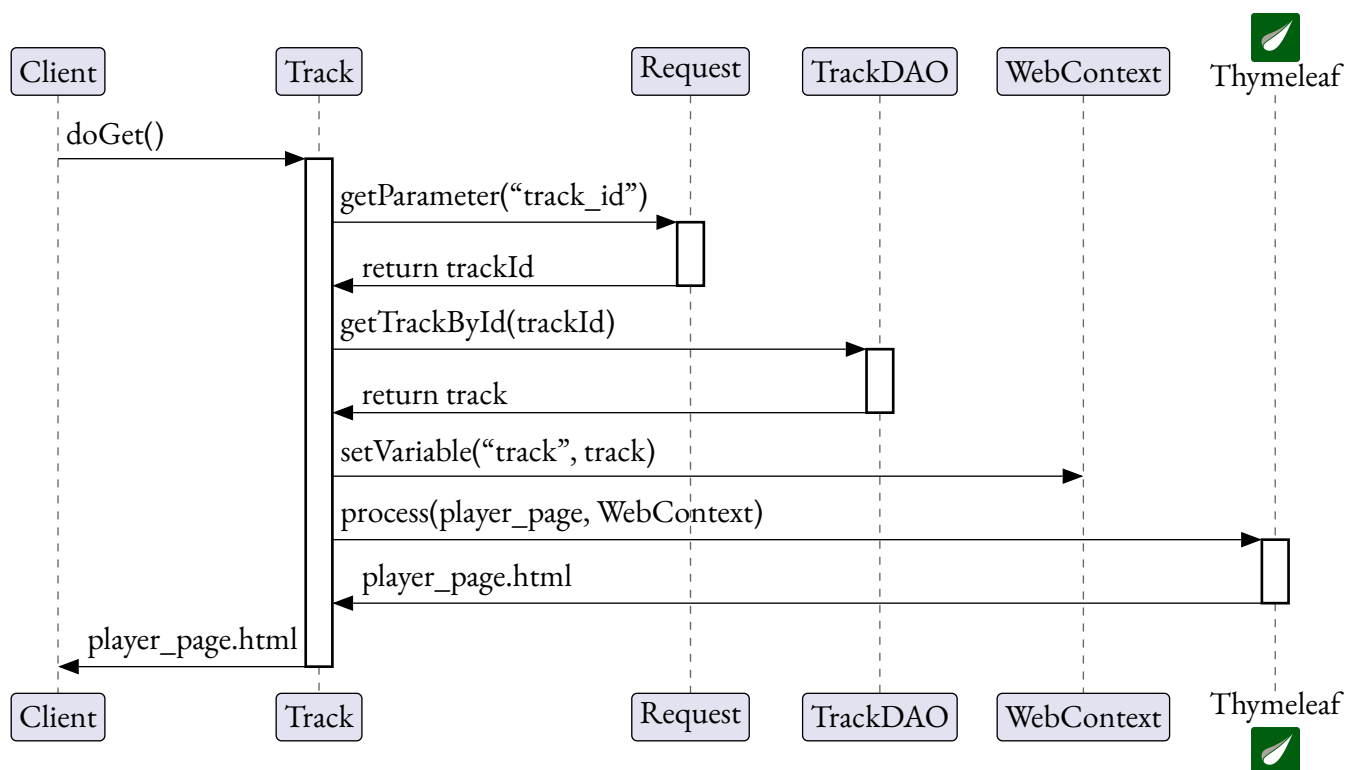 Client
Track
Request
TrackDAO
WebContext
Thymeleaf
doGet()
getParameter(“track_id”)
return trackId
getTrackById(trackId)
return track
setVariable(“track”, track)
process(player_page, WebContext)
player_page.html
player_page.html
Client
Track
Request
TrackDAO
WebContext
Thymeleaf